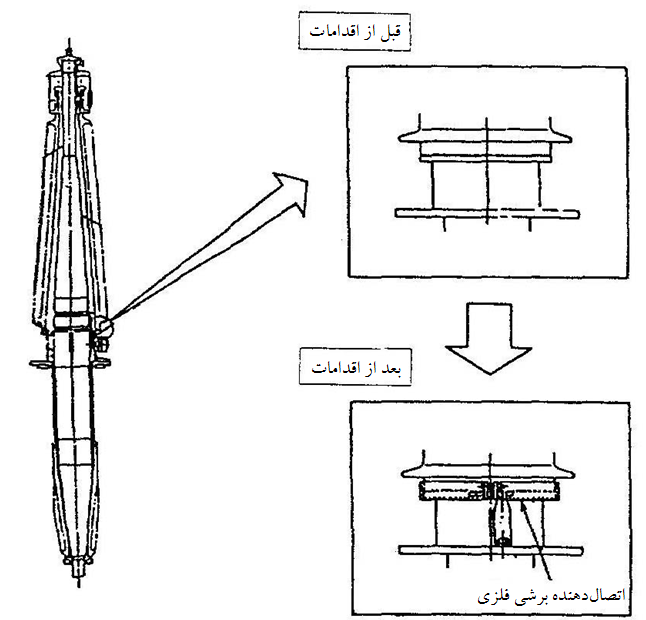 قبل از اقدامات
بعد از اقدامات
اتصال‌دهنده برشی فلزی